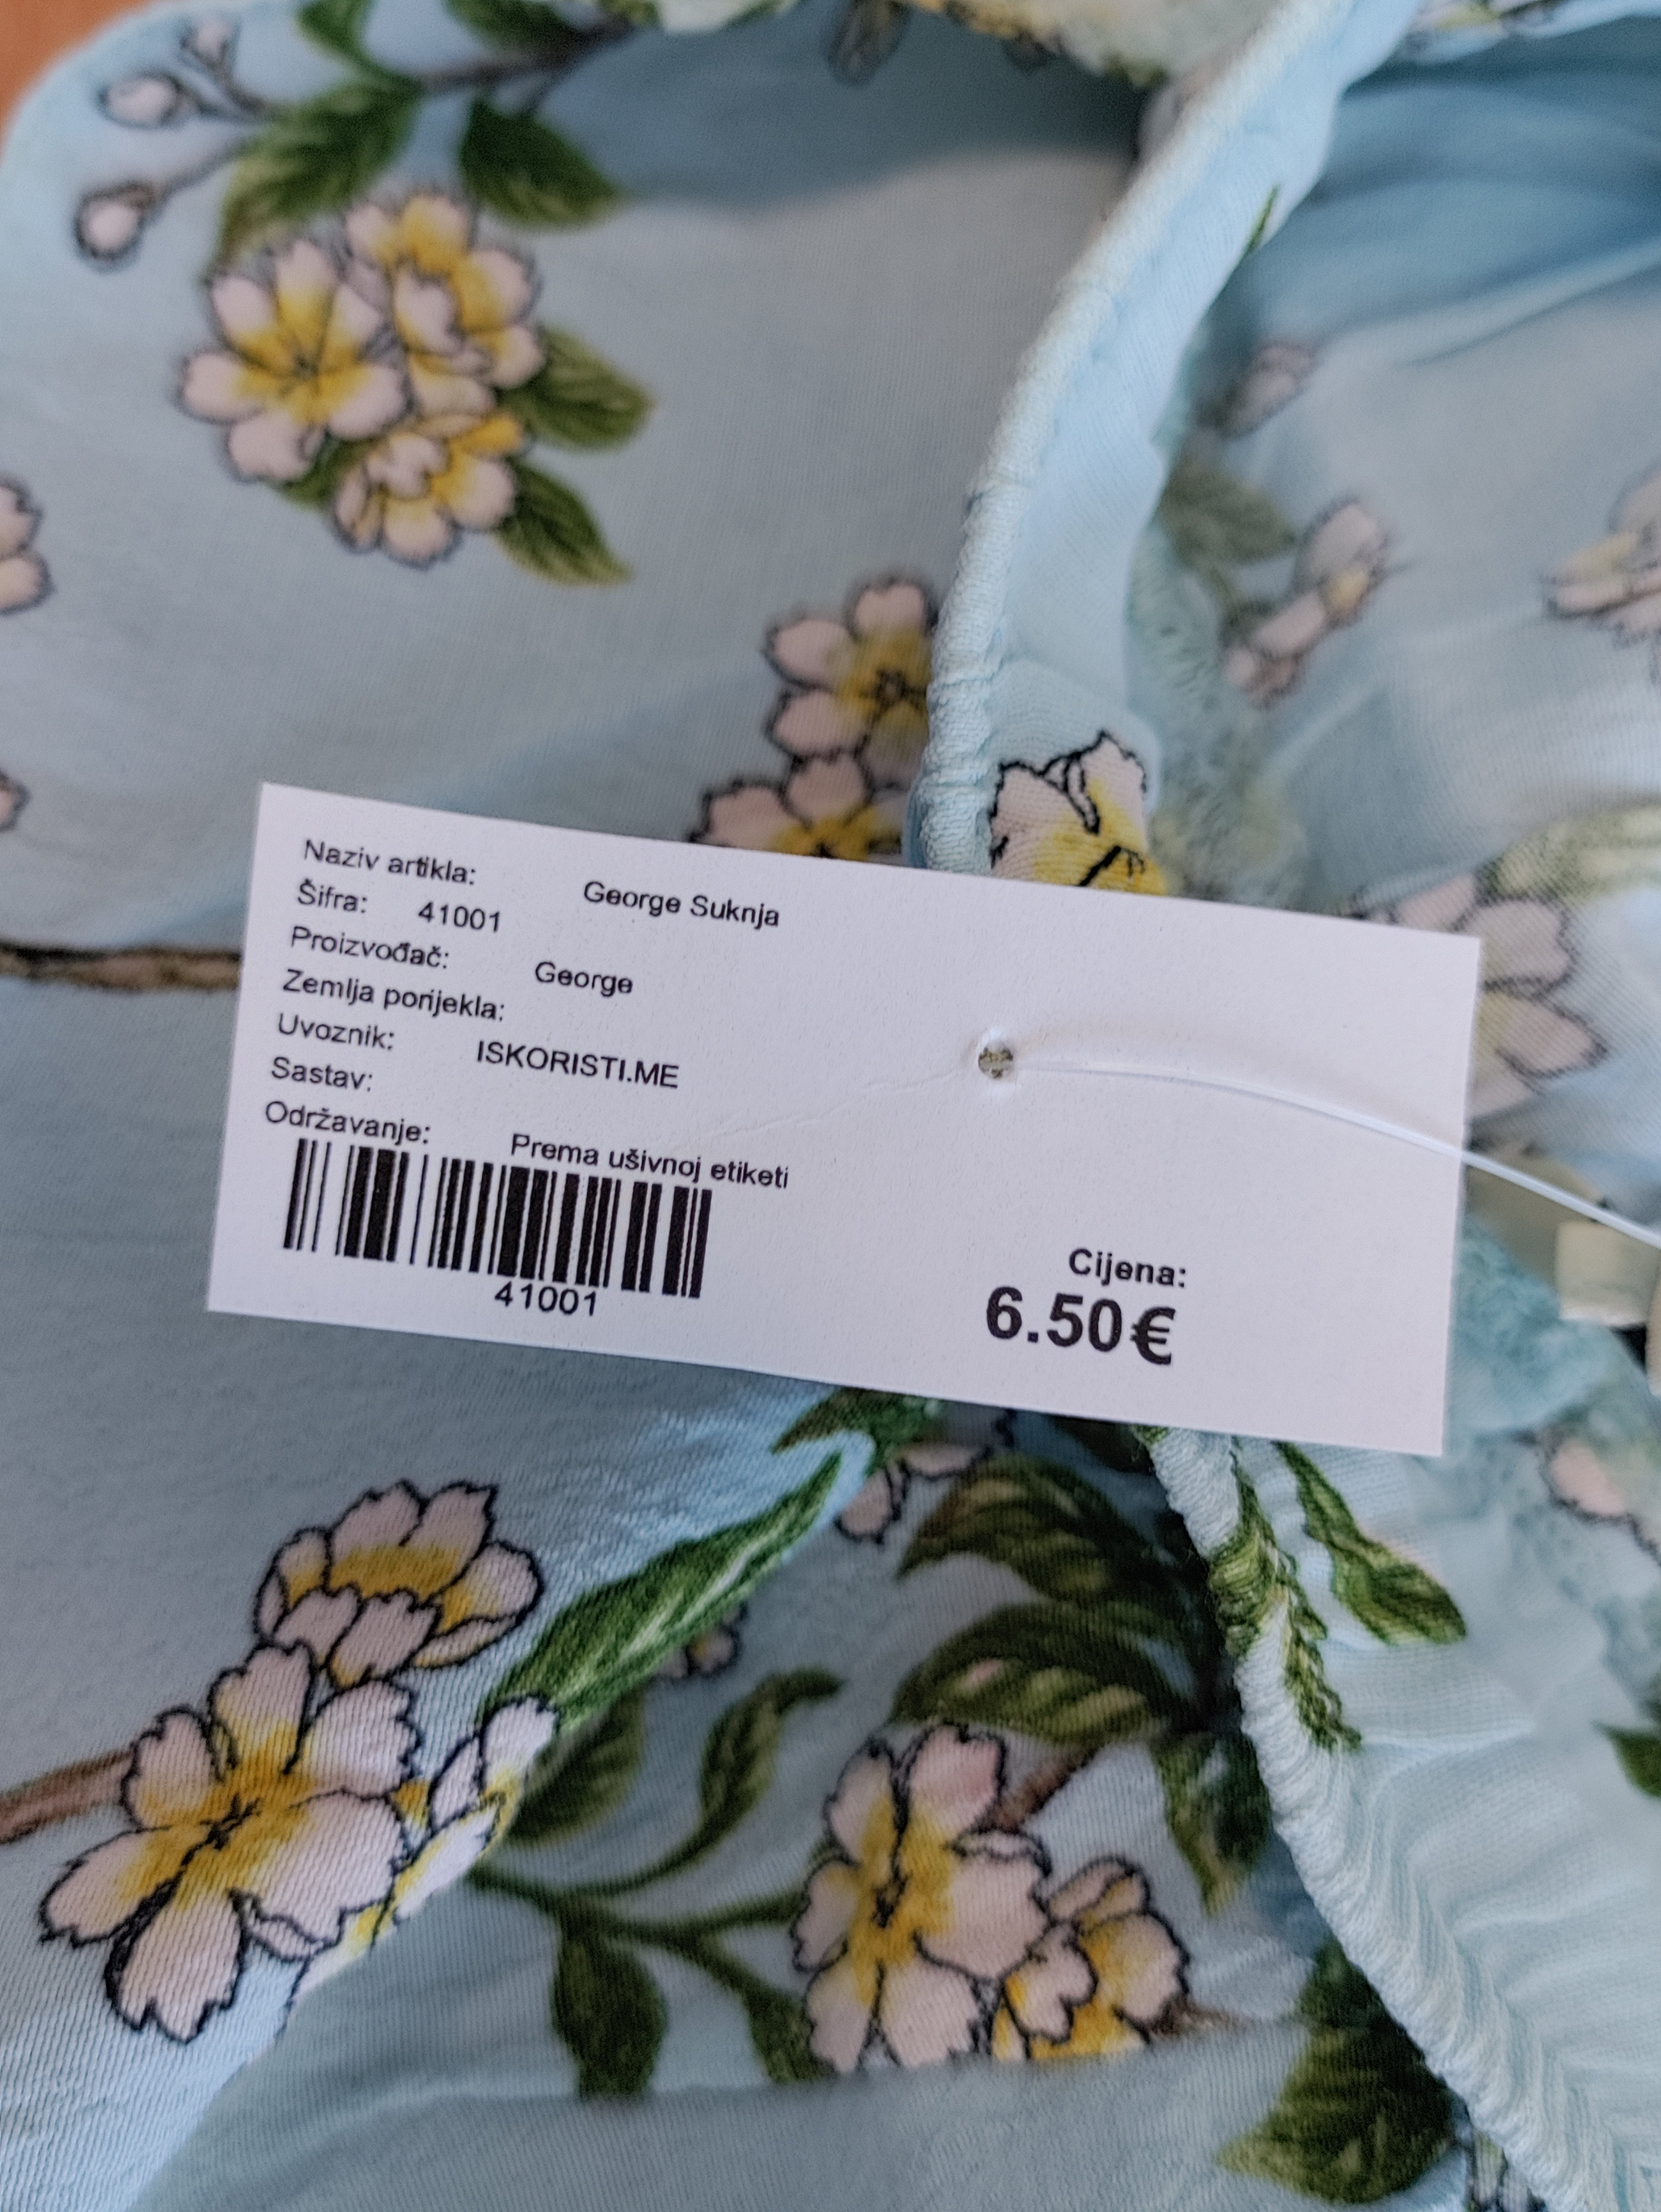 Naziv artikla: George Suknja
Šifra: 41001
Proizvođač: George
Zemlja porijekla:
Uvoznik: ISKORISTI.ME
Sastav:
Održavanje: Prema ušivnoj etiketi
41001
Cijena:
6.50€